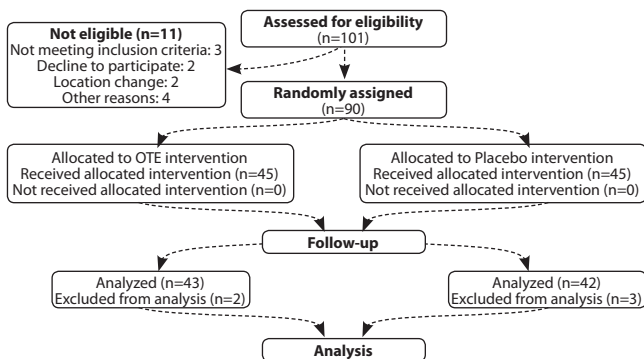 Not eligible (n=11)
Not meeting inclusion criteria: 3
Decline to participate: 2
Location change: 2
Other reasons: 4
Assessed for eligibility
(n=101)
Randomly assigned
(n=90)
Allocated to OTE intervention
Received allocated intervention (n=45)
Not received allocated intervention (n=0)
Allocated to Placebo intervention
Received allocated intervention (n=45)
Not received allocated intervention (n=0)
Follow-up
Analyzed (n=43)
Excluded from analysis (n=2)
Analyzed (n=42)
Excluded from analysis (n=3)
Analysis